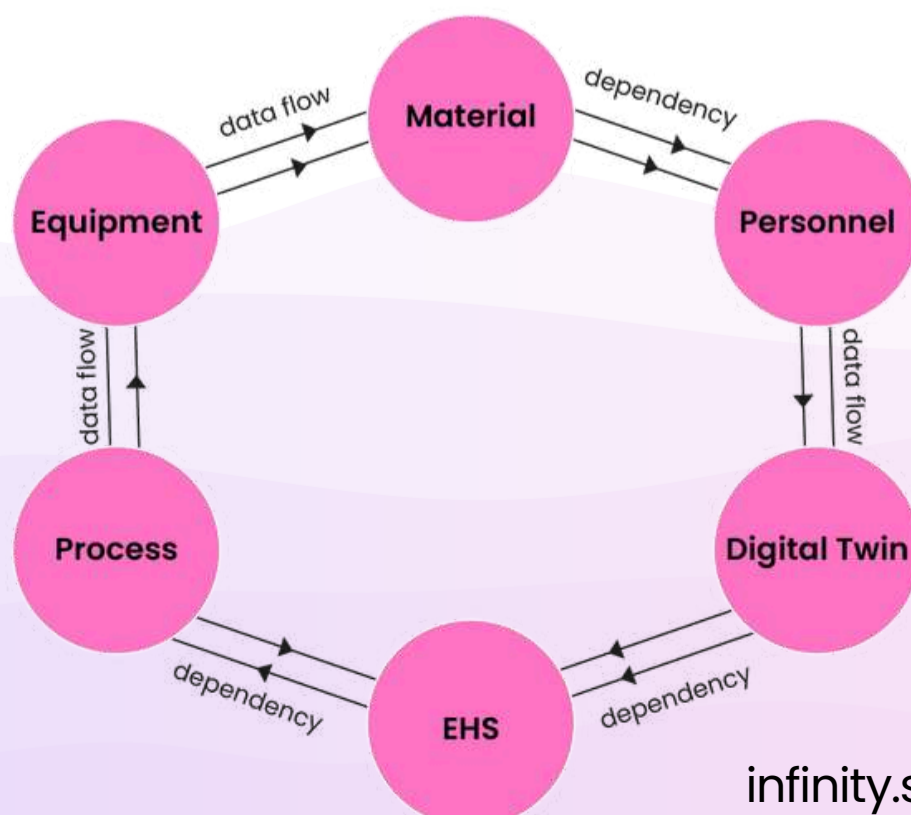 Material
dependency
data flow
Equipment
Personnel
data flow
data flow
Process
Digital Twin
dependency
dependency
EHS
infinity.s